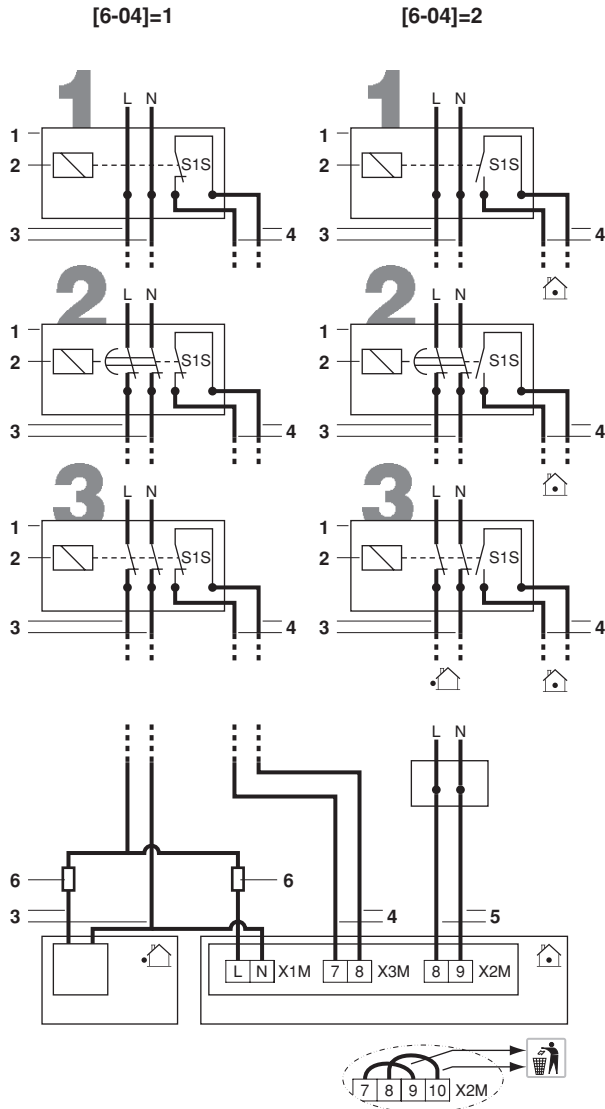 [6-04]=1 [6-04]=2
1 1
L N L N
1 1
2 S1S 2 S1S
3 4 3 4
2 2
L N L N
1 1
2 S1S 2 S1S
3 4 3 4
3 3
L N L N
1 1
2 S1S 2 S1S
3 4 3 4
L N
6 6
3 4 5
L N X1M 7 8 X3M 8 9 X2M
7 8 9 10 X2M